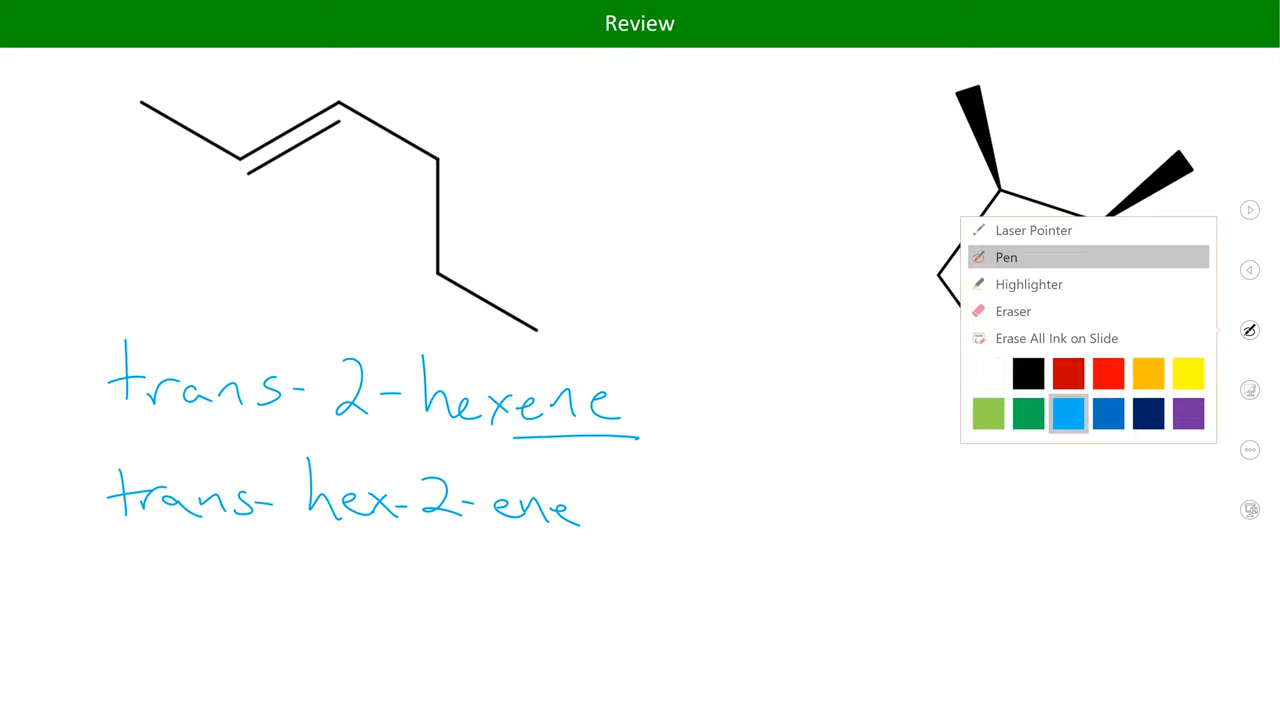 Review
trans-2-hexene
trans-hex-2-ene
Laser Pointer
Pen
Highlighter
Eraser
Erase All Ink on Slide